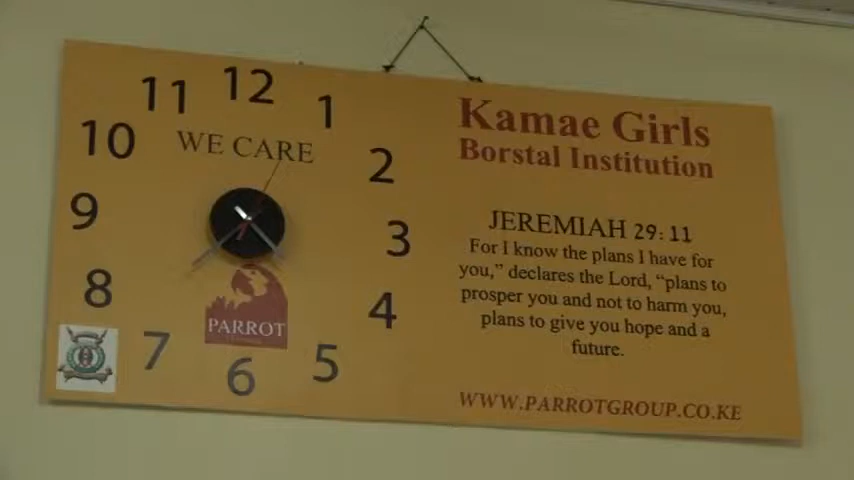 12
11
1
10
2
9
3
8
4
7
5
6
WE CARE
PARROT
Kamae Girls
Borstal Institution
JEREMIAH 29: 11
For I know the plans I have for
you,” declares the Lord, “plans to
prosper you and not to harm you,
plans to give you hope and a
future.
WWW.PARROTGROUP.CO.KE